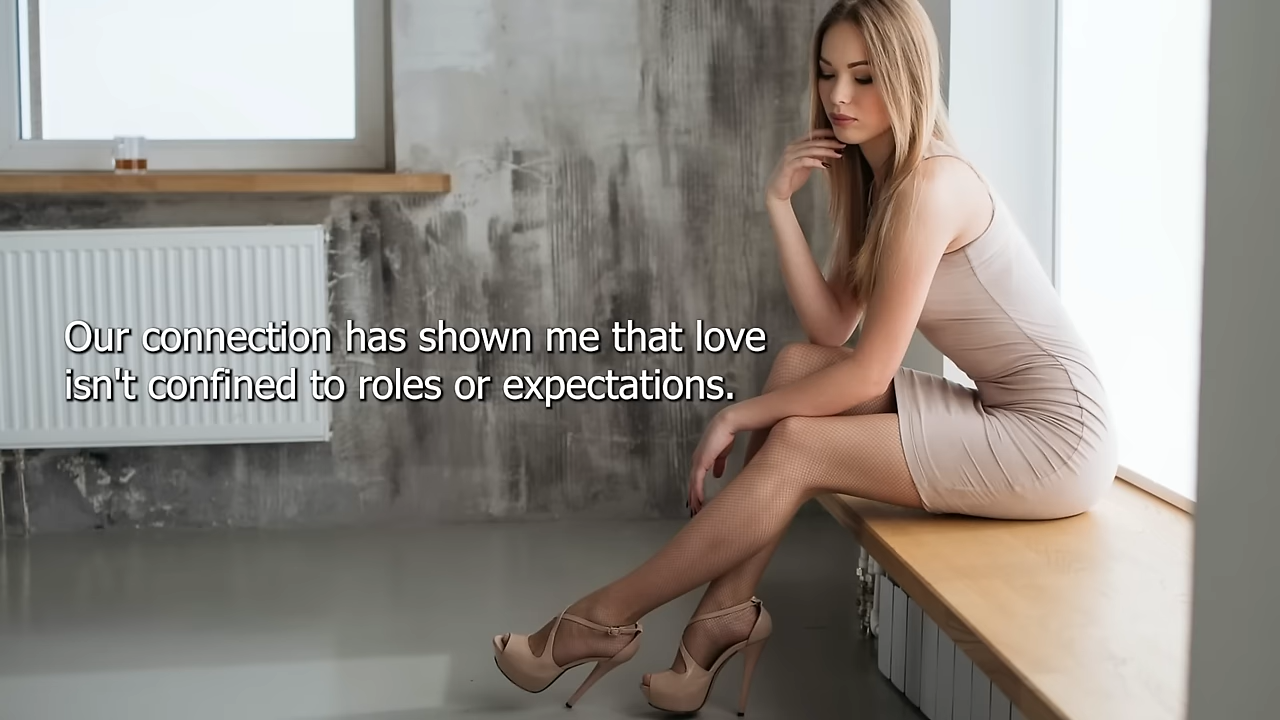 Our connection has shown me that love
isn't confined to roles or expectations.